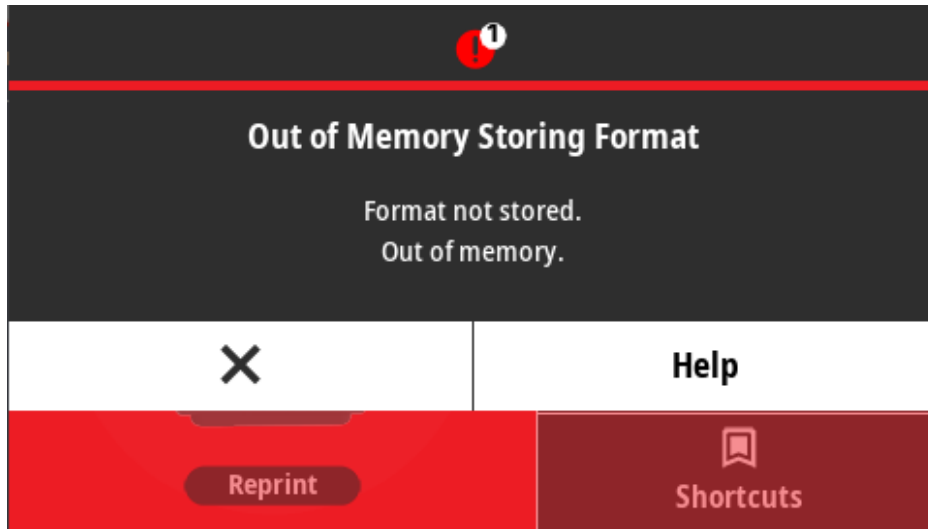 ! 1
Out of Memory Storing Format
Format not stored.
Out of memory.
Help
Reprint
Shortcuts